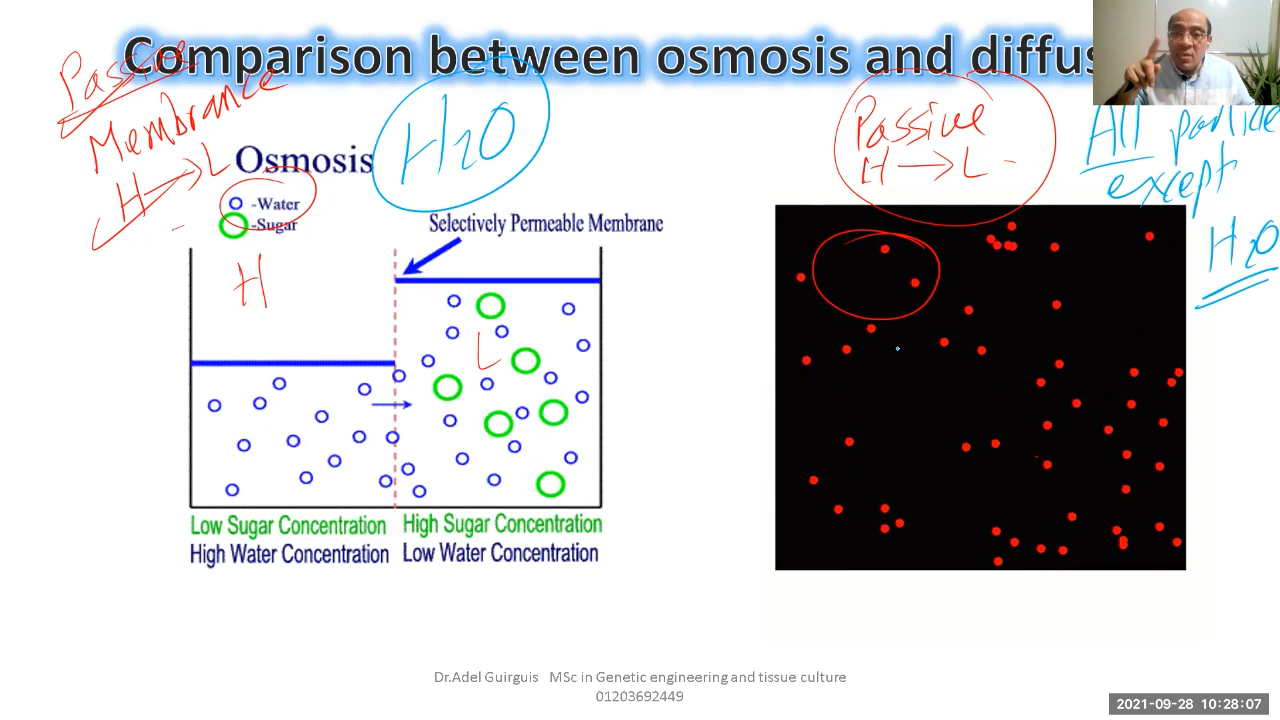 Comparison between osmosis and diffus
Passive
Membrance
H → L
H2O
Passive
H → L
All particle
except
H2O
Osmosis
-Water
-Sugar
Selectively Permeable Membrane
H
L
Low Sugar Concentration
High Water Concentration
High Sugar Concentration
Low Water Concentration
Dr.Adel Guirguis MSc in Genetic engineering and tissue culture
01203692449
2021-09-28 10:28:07